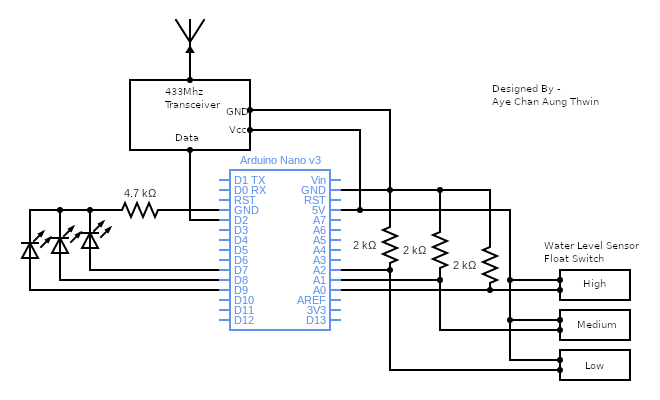 433Mhz
Transceiver
GND
Vcc
Data
Designed By -
Aye Chan Aung Thwin
Arduino Nano v3
D1 TX
D0 RX
RST
GND
D2
D3
D4
D5
D6
D7
D8
D9
D10
D11
D12
Vin
GND
RST
5V
A7
A6
A5
A4
A3
A2
A1
A0
AREF
3V3
D13
4.7 kΩ
2 kΩ
2 kΩ
2 kΩ
Water Level Sensor
Float Switch
High
Medium
Low